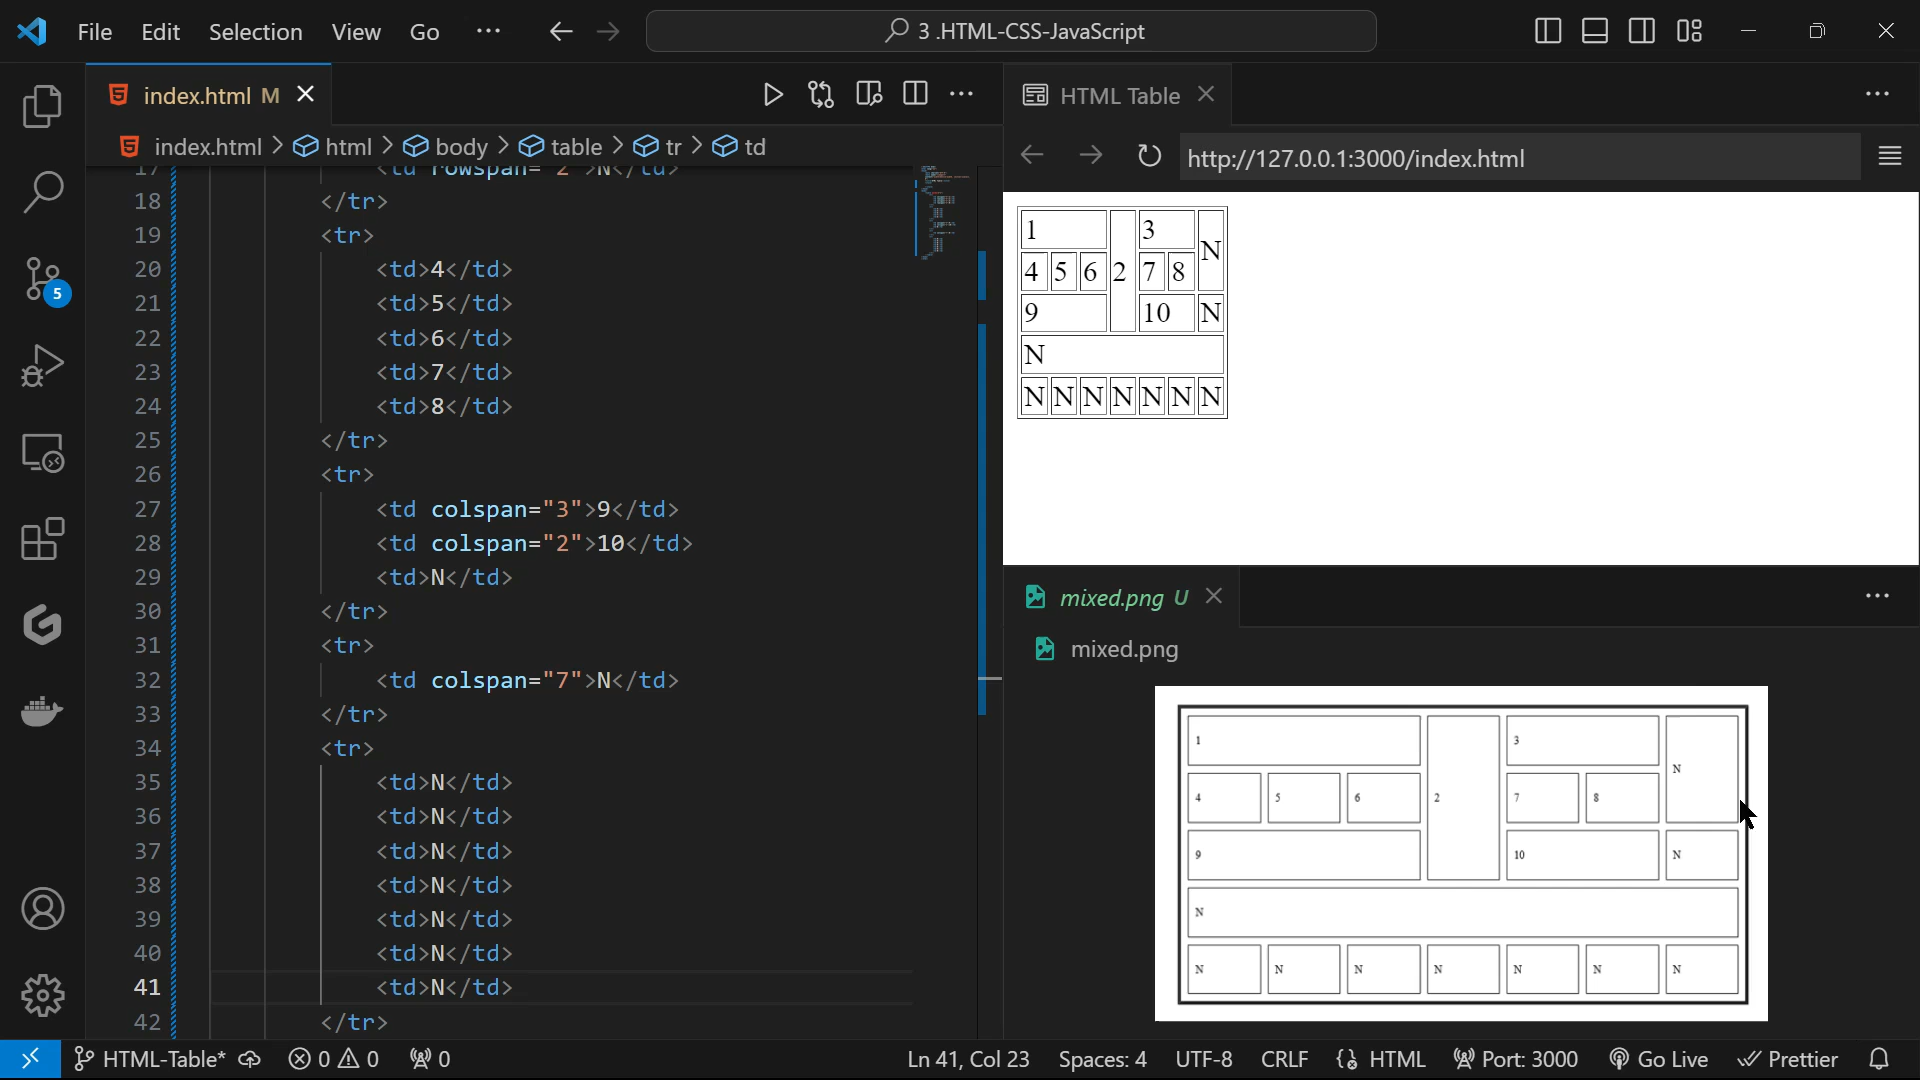 File Edit Selection View Go ··· 3 .HTML-CSS-JavaScript
index.html M
index.html > html > body > table > tr > td
17 <td rowspan="2">N</td>
18 </tr>
19 <tr>
20 <td>4</td>
21 <td>5</td>
22 <td>6</td>
23 <td>7</td>
24 <td>8</td>
25 </tr>
26 <tr>
27 <td colspan="3">9</td>
28 <td colspan="2">10</td>
29 <td>N</td>
30 </tr>
31 <tr>
32 <td colspan="7">N</td>
33 </tr>
34 <tr>
35 <td>N</td>
36 <td>N</td>
37 <td>N</td>
38 <td>N</td>
39 <td>N</td>
40 <td>N</td>
41 <td>N</td>
42 </tr>
5
HTML Table
http://127.0.0.1:3000/index.html
1 3 N
4 5 6 2 7 8
9 10 N
N
N N N N N N N
mixed.png U
mixed.png
1 3 N
4 5 6 2 7 8
9 10 N
N
N N N N N N N
HTML-Table* 0 0 0 Ln 41, Col 23 Spaces: 4 UTF-8 CRLF {} HTML Port: 3000 Go Live Prettier